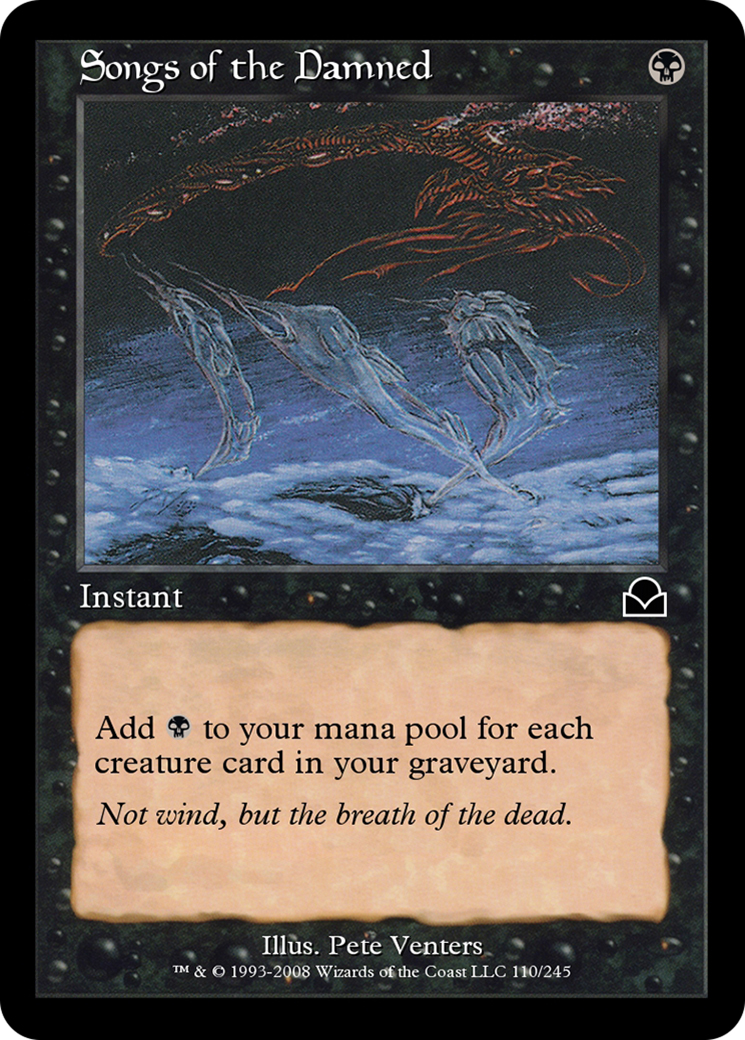 Songs of the Damned
Instant
Add to your mana pool for each
creature card in your graveyard.
Not wind, but the breath of the dead.
Illus. Pete Venters
™ & © 1993-2008 Wizards of the Coast LLC 110/245